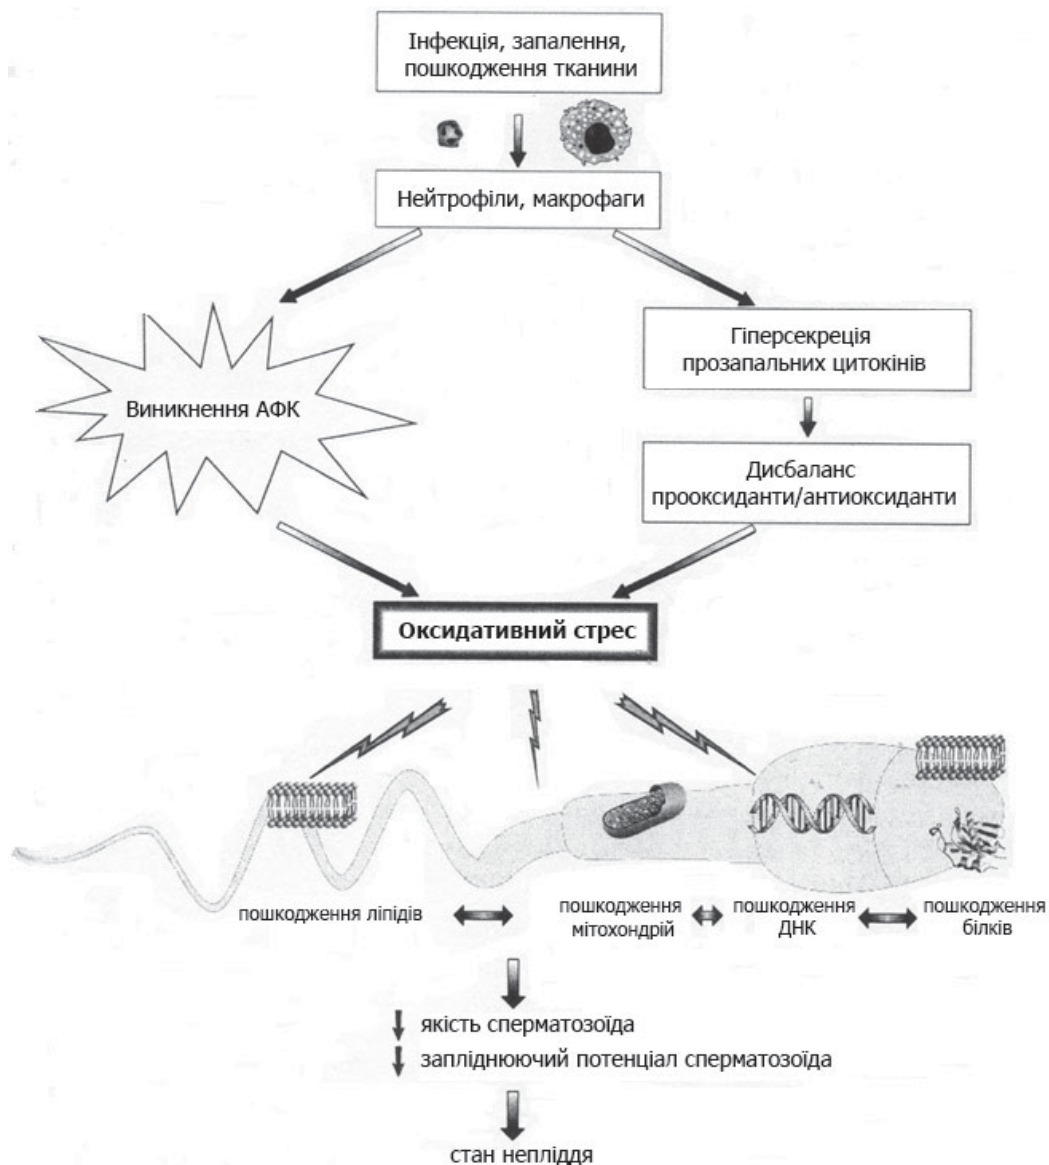 Інфекція, запалення,
пошкодження тканини
Нейтрофіли, макрофаги
Виникнення АФК
Гіперсекреція
прозапальних цитокінів
Дисбаланс
прооксиданти/антиоксиданти
Оксидативний стрес
пошкодження ліпідів
пошкодження
мітохондрій
пошкодження
ДНК
пошкодження
білків
якість сперматозоїда
запліднюючий потенціал сперматозоїда
стан непліддя